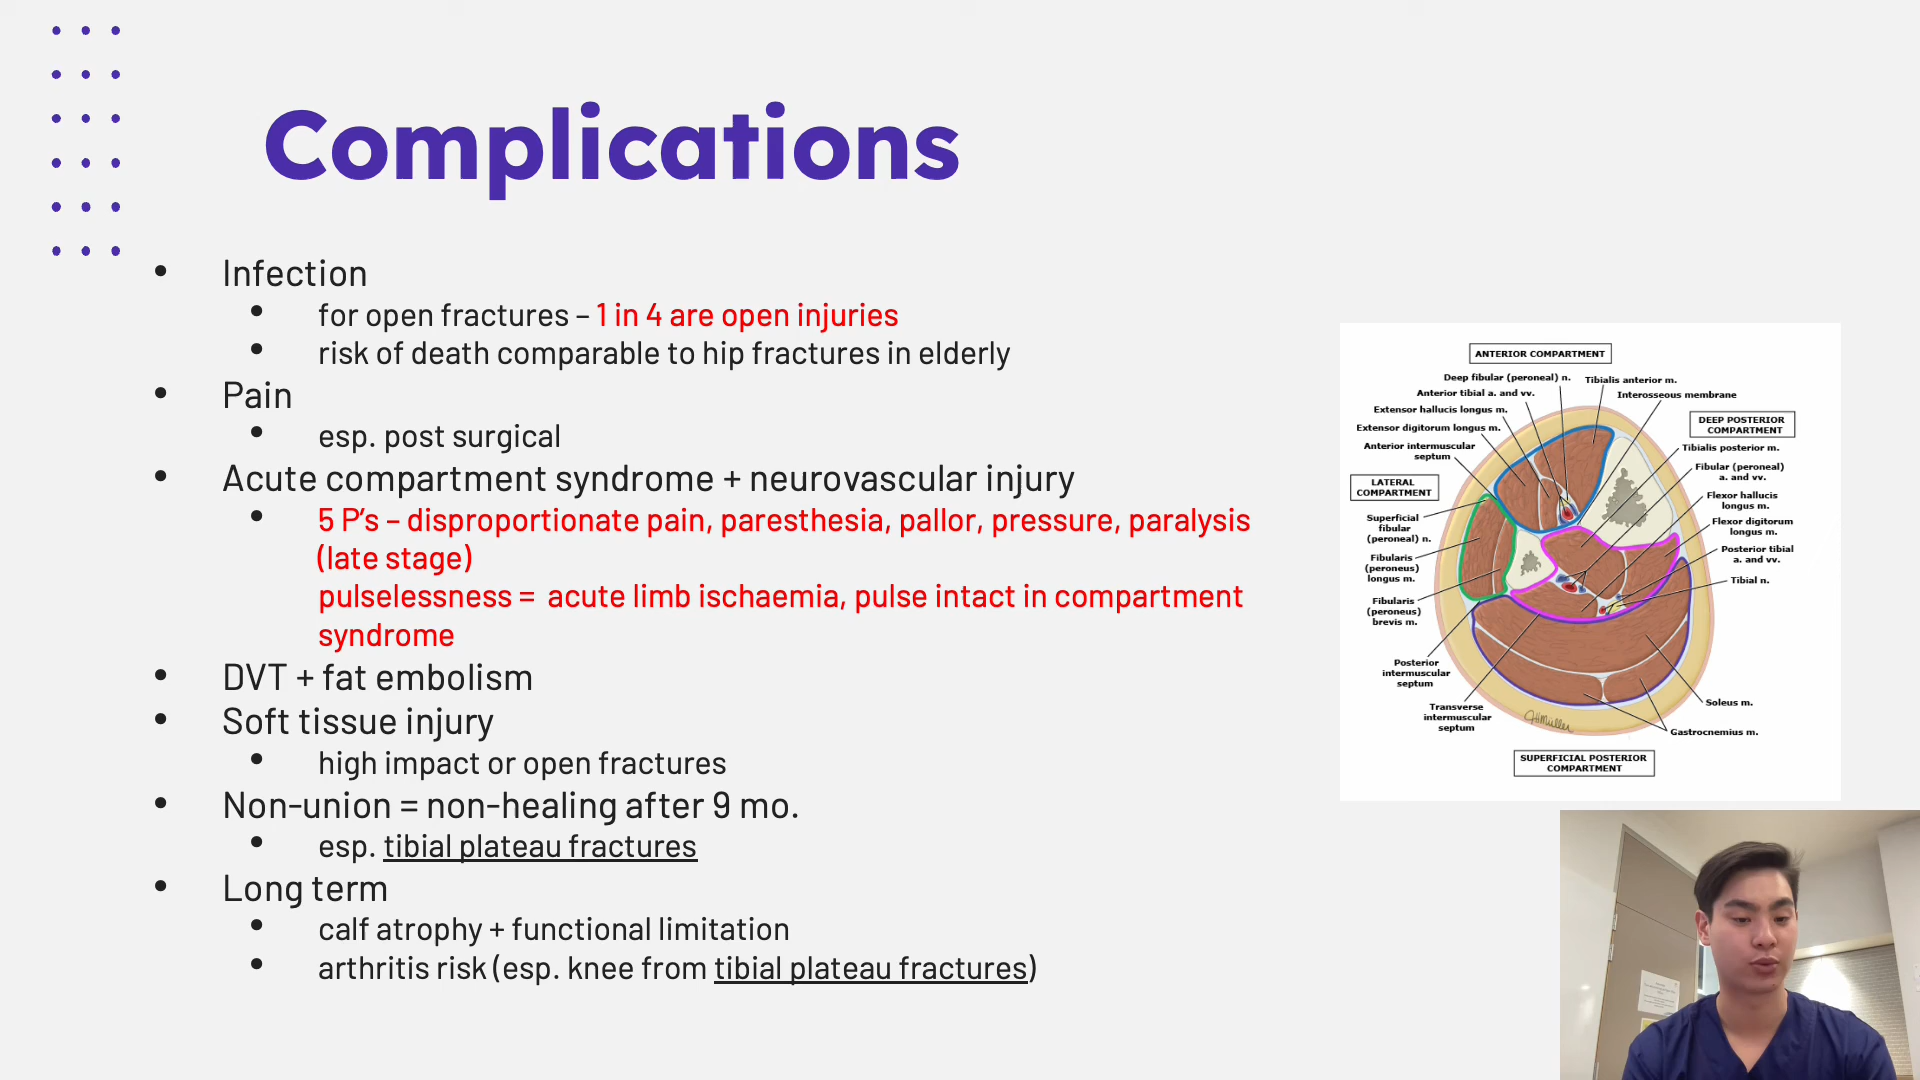 Complications
Infection
for open fractures – 1 in 4 are open injuries
risk of death comparable to hip fractures in elderly
Pain
esp. post surgical
Acute compartment syndrome + neurovascular injury
5 P’s – disproportionate pain, paresthesia, pallor, pressure, paralysis
(late stage)
pulselessness = acute limb ischaemia, pulse intact in compartment
syndrome
DVT + fat embolism
Soft tissue injury
high impact or open fractures
Non-union = non-healing after 9 mo.
esp. tibial plateau fractures
Long term
calf atrophy + functional limitation
arthritis risk (esp. knee from tibial plateau fractures)
ANTERIOR COMPARTMENT
Deep fibular (peroneal) n.
Anterior tibial a. and vv.
Extensor hallucis longus m.
Extensor digitorum longus m.
Anterior intermuscular
septum
LATERAL
COMPARTMENT
Superficial
fibular
(peroneal) n.
Fibularis
(peroneus)
longus m.
Fibularis
(peroneus)
brevis m.
Posterior
intermuscular
septum
Transverse
intermuscular
septum
Tibialis anterior m.
Interosseous membrane
DEEP POSTERIOR
COMPARTMENT
Tibialis posterior m.
Fibular (peroneal)
a. and vv.
Flexor hallucis
longus m.
Flexor digitorum
longus m.
Posterior tibial
a. and vv.
Tibial n.
Soleus m.
Gastrocnemius m.
SUPERFICIAL POSTERIOR
COMPARTMENT